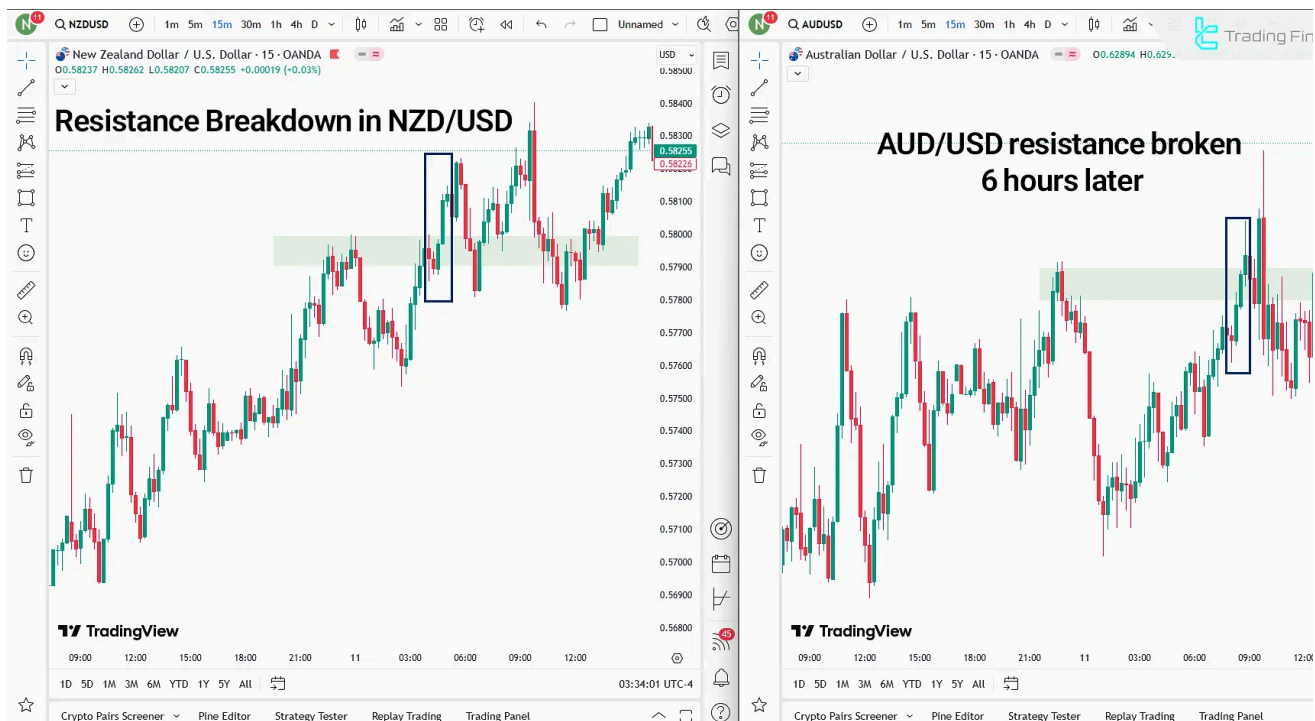 N 11 NZDUSD 1m 5m 15m 30m 1h 4h D Unnamed
N 11 AUDUSD 1m 5m 15m 30m 1h 4h D
Trading Fin
New Zealand Dollar / U.S. Dollar · 15 · OANDA
USD
O0.58237 H0.58262 L0.58207 C0.58255 +0.00019 (+0.03%)
Australian Dollar / U.S. Dollar · 15 · OANDA O0.62894
Resistance Breakdown in NZD/USD
AUD/USD resistance broken
6 hours later
0.58500
0.58400
0.58300
0.58255
0.58226
0.58100
0.58000
0.57900
0.57800
0.57700
0.57600
0.57500
0.57400
0.57300
0.57200
0.57100
0.57000
0.56900
0.56800
45
TradingView
TradingView
09:00 12:00 15:00 18:00 21:00 11 03:00 06:00 09:00 12:00
09:00 12:00 15:00 18:00 21:00 11 03:00 06:00 09:00
1D 5D 1M 3M 6M YTD 1Y 5Y All
03:34:01 UTC-4
1D 5D 1M 3M 6M YTD 1Y 5Y All
Crypto Pairs Screener Pine Editor Strategy Tester Replay Trading Trading Panel
Crypto Pairs Screener Pine Editor Strategy Tester Replay Trading Trading Panel